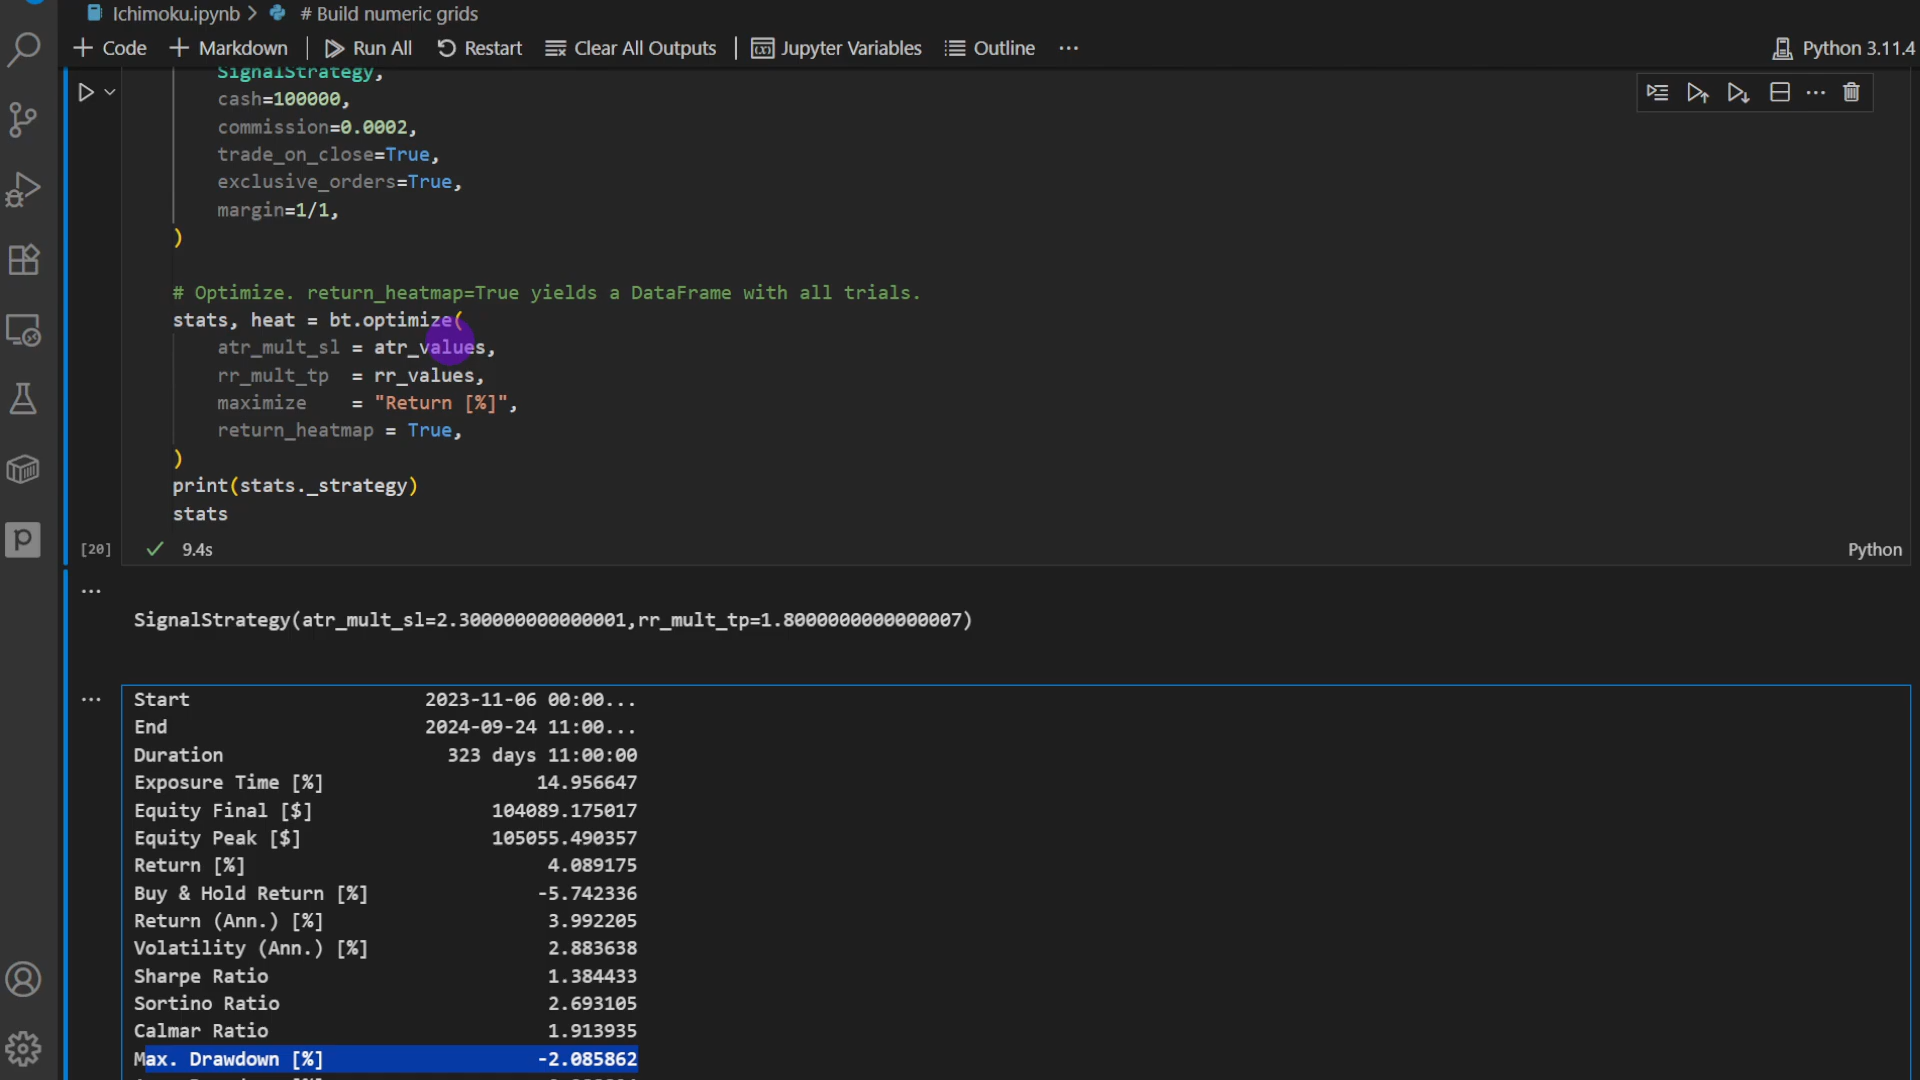 Ichimoku.ipynb > # Build numeric grids
+ Code + Markdown Run All Restart Clear All Outputs Jupyter Variables Outline ... Python 3.11.4
SignalStrategy,
cash=100000,
commission=0.0002,
trade_on_close=True,
exclusive_orders=True,
margin=1/1,
)
# Optimize. return_heatmap=True yields a DataFrame with all trials.
stats, heat = bt.optimize(
atr_mult_sl = atr_values,
rr_mult_tp = rr_values,
maximize = "Return [%]",
return_heatmap = True,
)
print(stats._strategy)
stats
[20] 9.4s Python
SignalStrategy(atr_mult_sl=2.300000000000001,rr_mult_tp=1.8000000000000007)
Start 2023-11-06 00:00...
End 2024-09-24 11:00...
Duration 323 days 11:00:00
Exposure Time [%] 14.956647
Equity Final [$] 104089.175017
Equity Peak [$] 105055.490357
Return [%] 4.089175
Buy & Hold Return [%] -5.742336
Return (Ann.) [%] 3.992205
Volatility (Ann.) [%] 2.883638
Sharpe Ratio 1.384433
Sortino Ratio 2.693105
Calmar Ratio 1.913935
Max. Drawdown [%] -2.085862